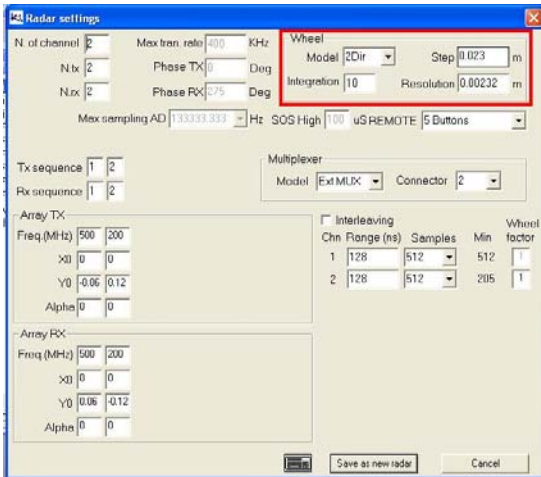 Radar settings
N. of channel 2 Max tran. rate 400 KHz
N.tx 2 Phase TX 0 Deg
N.rx 2 Phase RX 275 Deg
Wheel
Model 2Dir Step 0.023 m
Integration 10 Resolution 0.00232 m
Max sampling AD 133333.333 Hz SOS High 100 uS REMOTE 5 Buttons
Tx sequence 1 2
Rx sequence 1 2
Multiplexer
Model Ext MUX Connector 2
Array TX
Freq.(MHz) 500 200
X0 0 0
Y0 -0.06 0.12
Alpha 0 0
Interleaving
Chn Range (ns) Samples Min Wheel factor
1 128 512 512 1
2 128 512 205 1
Array RX
Freq.(MHz) 500 200
X0 0 0
Y0 0.06 -0.12
Alpha 0 0
Save as new radar Cancel